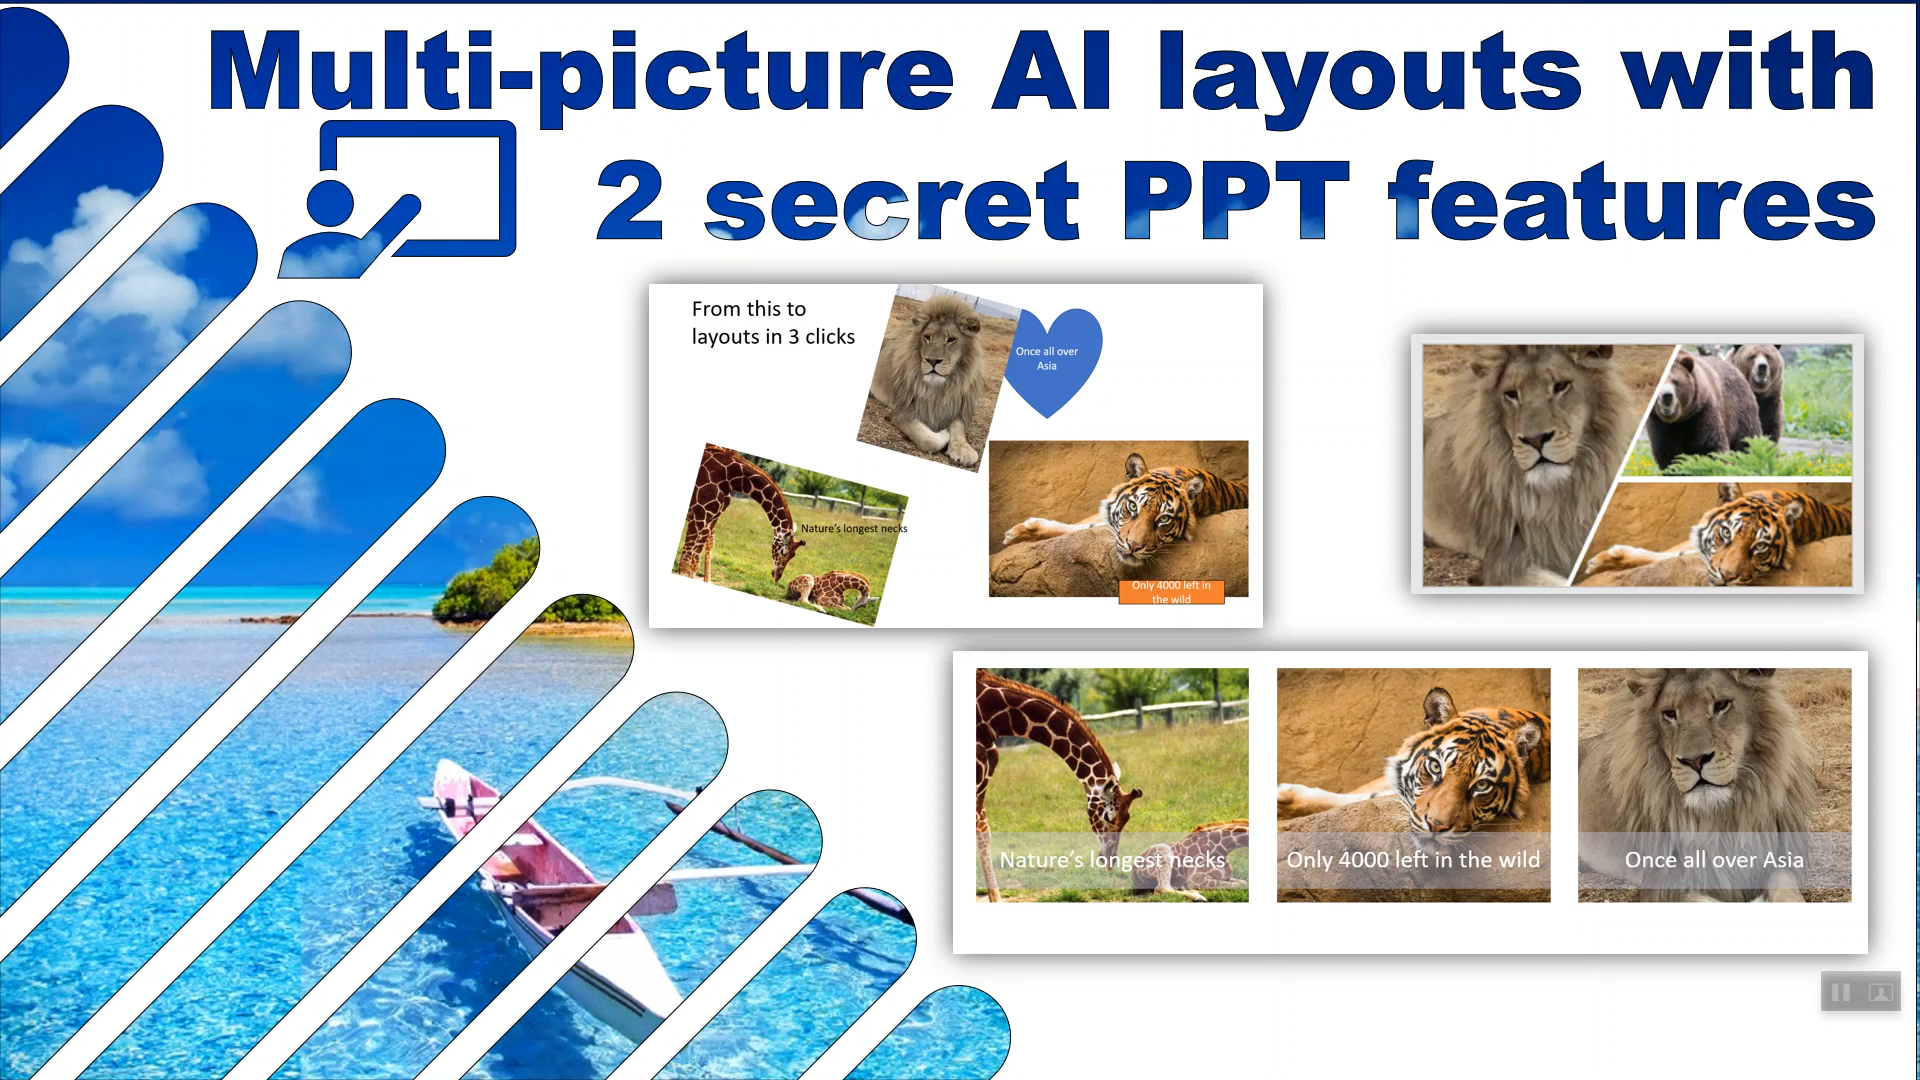 Multi-picture AI layouts with
2 secret PPT features
From this to
layouts in 3 clicks
Once all over
Asia
Nature's longest necks
Only 4000 left in
the wild
Nature's longest necks
Only 4000 left in the wild
Once all over Asia